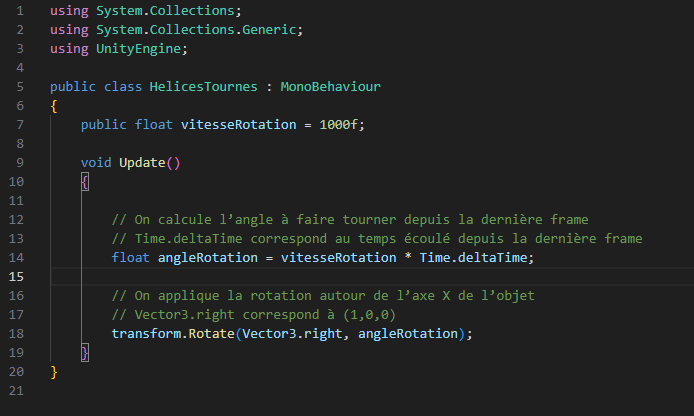 1 using System.Collections;
2 using System.Collections.Generic;
3 using UnityEngine;
4
5 public class HelicesTournes : MonoBehaviour
6 {
7 public float vitesseRotation = 1000f;
8
9 void Update()
10 {
11
12 // On calcule l’angle à faire tourner depuis la dernière frame
13 // Time.deltaTime correspond au temps écoulé depuis la dernière frame
14 float angleRotation = vitesseRotation * Time.deltaTime;
15
16 // On applique la rotation autour de l’axe X de l’objet
17 // Vector3.right correspond à (1,0,0)
18 transform.Rotate(Vector3.right, angleRotation);
19 }
20 }
21